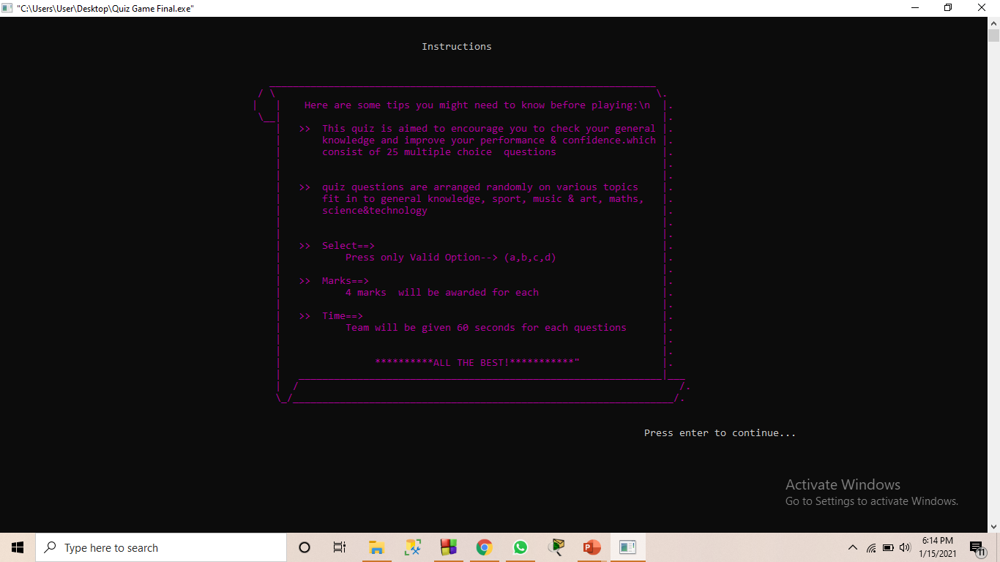 "C:\Users\User\Desktop\Quiz Game Final.exe"
Instructions
Here are some tips you might need to know before playing:\n
>> This quiz is aimed to encourage you to check your general
knowledge and improve your performance & confidence.which
consist of 25 multiple choice  questions
>> quiz questions are arranged randomly on various topics
fit in to general knowledge, sport, music & art, maths,
science&technology
>> Select==>
Press only Valid Option--> (a,b,c,d)
>> Marks==>
4 marks  will be awarded for each
>> Time==>
Team will be given 60 seconds for each questions
**********ALL THE BEST!***********"
Press enter to continue...
Activate Windows
Go to Settings to activate Windows.
Type here to search
6:14 PM
1/15/2021
11